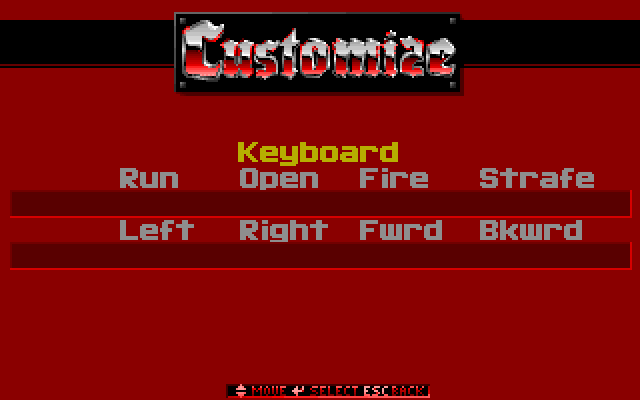 Customize
Keyboard
Run Open Fire Strafe
Left Right Fwrd Bkwrd
MOVE SELECT ESC BACK